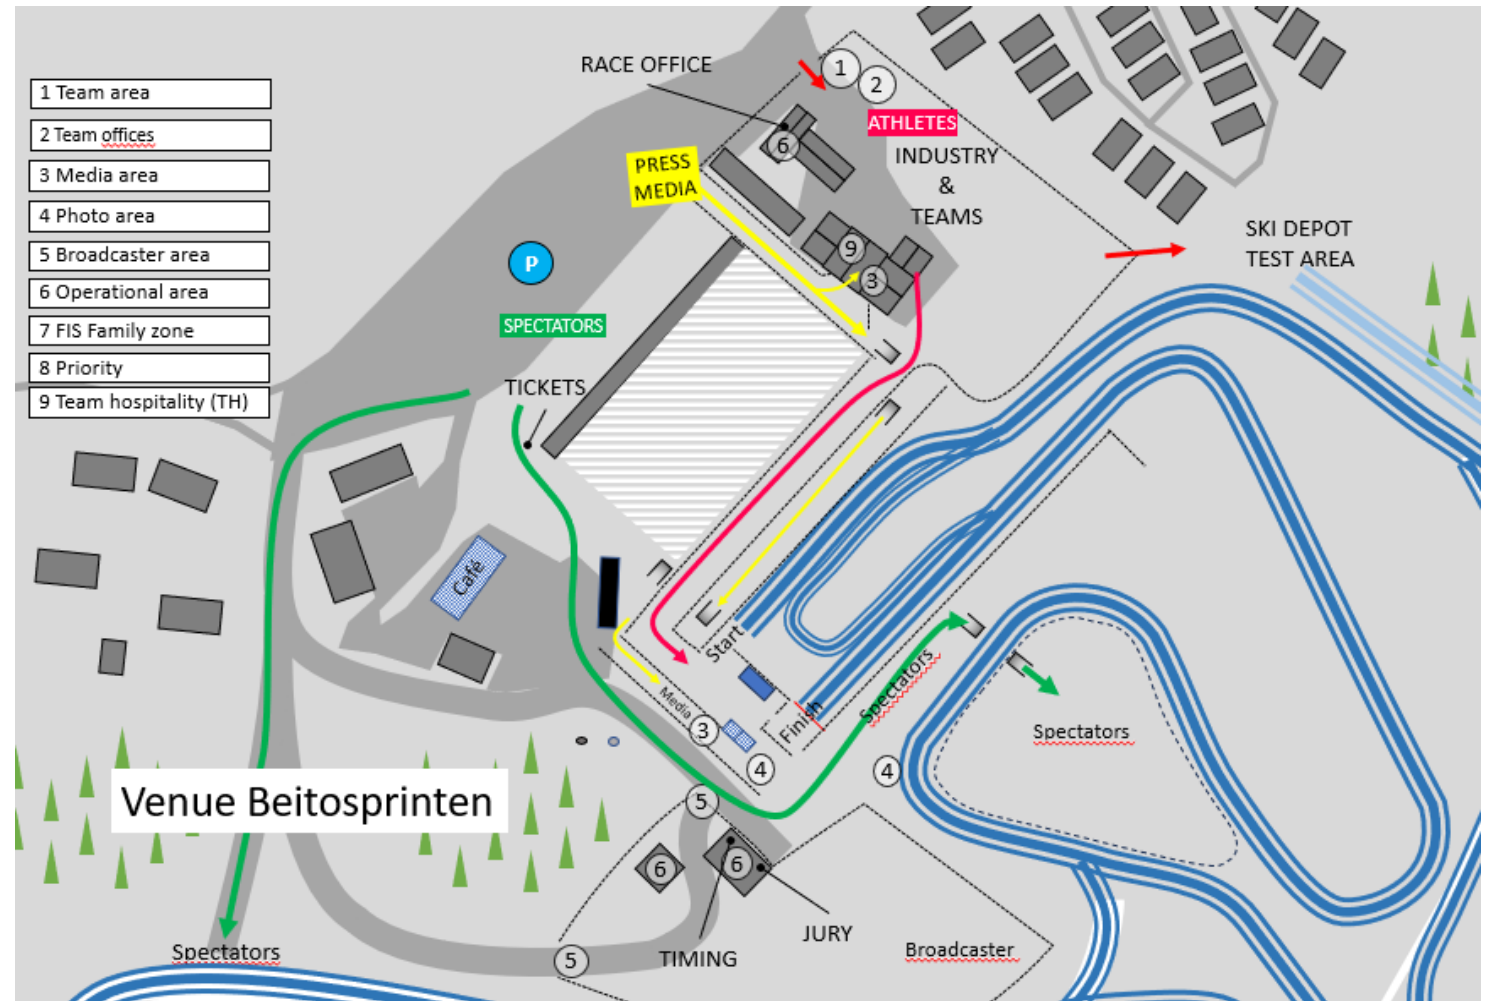 RACE OFFICE
1
2
1 Team area
2 Team offices
3 Media area
4 Photo area
5 Broadcaster area
6 Operational area
7 FIS Family zone
8 Priority
9 Team hospitality (TH)
ATHLETES
6
INDUSTRY
&
TEAMS
PRESS
MEDIA
SKI DEPOT
TEST AREA
9
3
P
SPECTATORS
TICKETS
Café
Start
Media
3
Finish
Spectators
Spectators
4
4
Venue Beitosprinten
5
6
6
JURY
TIMING
Broadcaster
Spectators
5